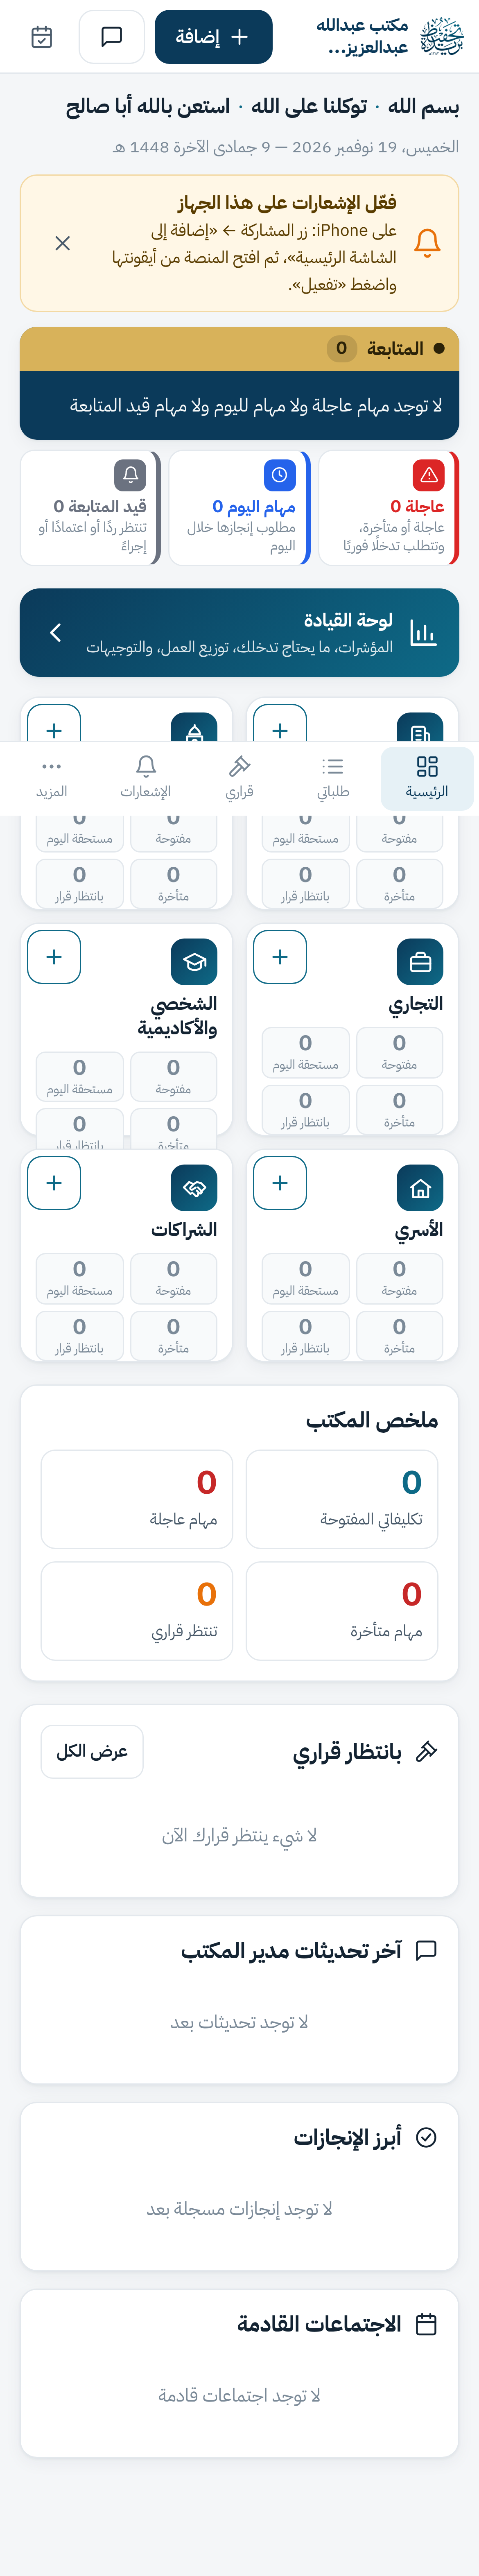 مكتب عبدالله
عبدالعزيز...
إضافة
بسم الله · توكلنا على الله · استعن بالله أبا صالح
الخميس، 19 نوفمبر 2026 — 9 جمادى الآخرة 1448 هـ
فعّل الإشعارات على هذا الجهاز
على iPhone: زر المشاركة ← «إضافة إلى
الشاشة الرئيسية»، ثم افتح المنصة من أيقونتها
واضغط «تفعيل».
المتابعة 0
لا توجد مهام عاجلة ولا مهام لليوم ولا مهام قيد المتابعة
عاجلة 0
عاجلة أو متأخرة،
وتتطلب تدخلًا فوريًا
مهام اليوم 0
مطلوب إنجازها خلال
اليوم
قيد المتابعة 0
تنتظر ردًا أو اعتمادًا أو
إجراءً
لوحة القيادة
المؤشرات، ما يحتاج تدخلك، توزيع العمل، والتوجيهات
الرئيسية
طلباتي
قراري
الإشعارات
المزيد
0 مفتوحة
0 مستحقة اليوم
0 متأخرة
0 بانتظار قرار
0 مفتوحة
0 مستحقة اليوم
0 متأخرة
0 بانتظار قرار
التجاري
0 مفتوحة
0 مستحقة اليوم
0 متأخرة
0 بانتظار قرار
الشخصي
والأكاديمية
0 مفتوحة
0 مستحقة اليوم
0 متأخرة
0 بانتظار قرار
الأسري
0 مفتوحة
0 مستحقة اليوم
0 متأخرة
0 بانتظار قرار
الشراكات
0 مفتوحة
0 مستحقة اليوم
0 متأخرة
0 بانتظار قرار
ملخص المكتب
0
تكليفاتي المفتوحة
0
مهام عاجلة
0
مهام متأخرة
0
تنتظر قراري
بانتظار قراري
عرض الكل
لا شيء ينتظر قرارك الآن
آخر تحديثات مدير المكتب
لا توجد تحديثات بعد
أبرز الإنجازات
لا توجد إنجازات مسجلة بعد
الاجتماعات القادمة
لا توجد اجتماعات قادمة